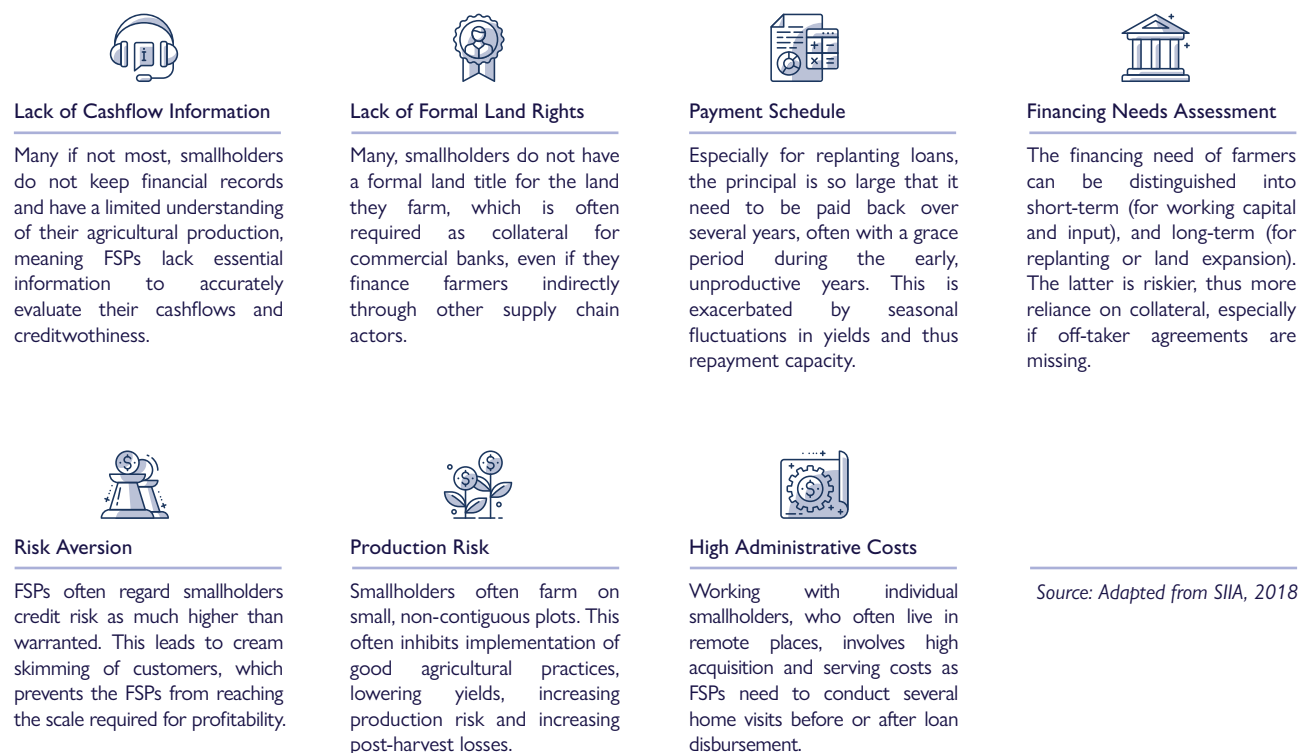 Lack of Cashflow Information
Many if not most, smallholders
do not keep financial records
and have a limited understanding
of their agricultural production,
meaning FSPs lack essential
information to accurately
evaluate their cashflows and
creditwothiness.
Lack of Formal Land Rights
Many, smallholders do not have
a formal land title for the land
they farm, which is often
required as collateral for
commercial banks, even if they
finance farmers indirectly
through other supply chain
actors.
Payment Schedule
Especially for replanting loans,
the principal is so large that it
need to be paid back over
several years, often with a grace
period during the early,
unproductive years. This is
exacerbated by seasonal
fluctuations in yields and thus
repayment capacity.
Financing Needs Assessment
The financing need of farmers
can be distinguished into
short-term (for working capital
and input), and long-term (for
replanting or land expansion).
The latter is riskier, thus more
reliance on collateral, especially
if off-taker agreements are
missing.
Risk Aversion
FSPs often regard smallholders
credit risk as much higher than
warranted. This leads to cream
skimming of customers, which
prevents the FSPs from reaching
the scale required for profitability.
Production Risk
Smallholders often farm on
small, non-contiguous plots. This
often inhibits implementation of
good agricultural practices,
lowering yields, increasing
production risk and increasing
post-harvest losses.
High Administrative Costs
Working with individual
smallholders, who often live in
remote places, involves high
acquisition and serving costs as
FSPs need to conduct several
home visits before or after loan
disbursement.
Source: Adapted from SIIA, 2018